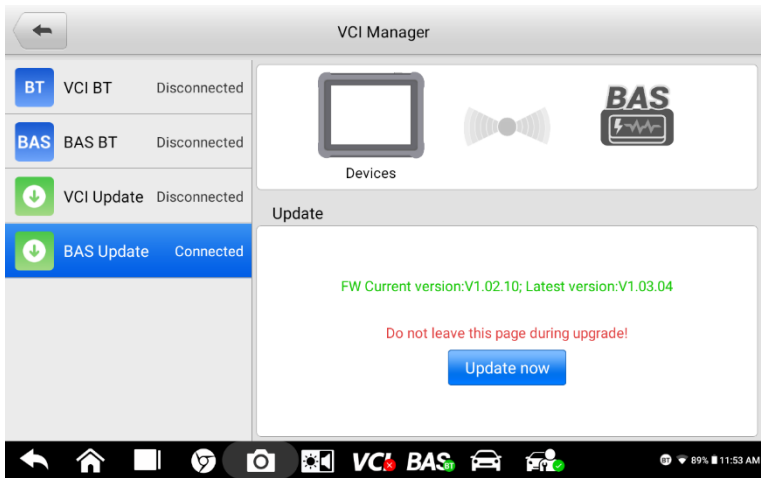 VCI Manager
BT VCI BT Disconnected
BAS BAS BT Disconnected
VCI Update Disconnected
BAS Update Connected
BAS
Devices
Update
FW Current version:V1.02.10; Latest version:V1.03.04
Do not leave this page during upgrade!
Update now
VCI BAS BT BT 89% 11:53 AM